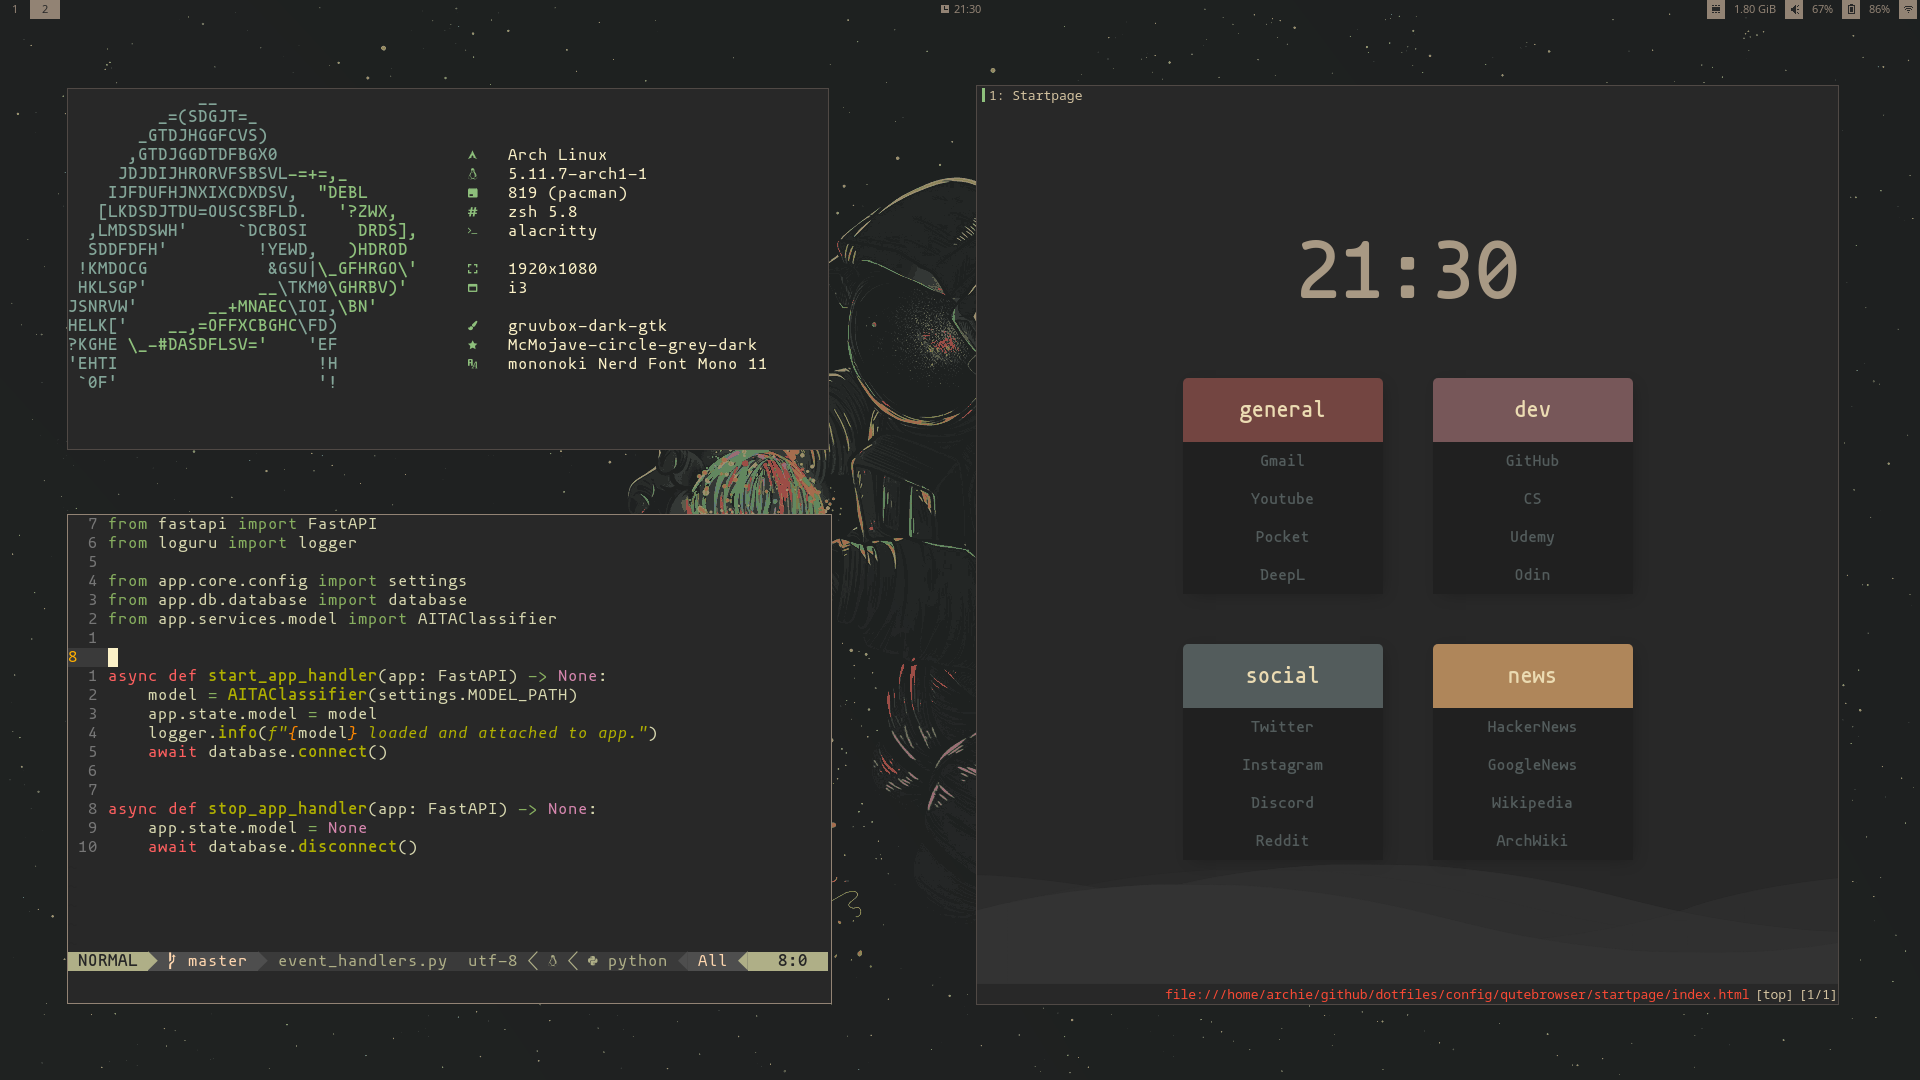 1 2
21:30
1.80 GiB 67% 86%
__
_=(SDGJT=_
_GTDJHGGFCVS)
,GTDJGGDTDFBGX0
JDJDIJHRORVFSBSVL-=+=,_
IJFDUFHJNXIXCDXDSV, "DEBL
[LKDSDJTDU=OUSCSBFLD. '?ZWX,
,LMDSDSWH' `DCBOSI DRDS],
SDDFDFH' !YEWD, )HDROD
!KMDOCG &GSU|\_GFHRGO\'
HKLSGP' __\TKM0\GHRBV)'
JSNRVW' __+MNAEC\IOI,\BN'
HELK[' __,=OFFXCBGHC\FD)
?KGHE \_-#DASDFLSV=' 'EF
'EHTI !H
`0F' '!
Arch Linux
5.11.7-arch1-1
819 (pacman)
# zsh 5.8
>_ alacritty
1920x1080
i3
gruvbox-dark-gtk
McMojave-circle-grey-dark
mononoki Nerd Font Mono 11
7 from fastapi import FastAPI
6 from loguru import logger
5
4 from app.core.config import settings
3 from app.db.database import database
2 from app.services.model import AITAClassifier
1
8
1 async def start_app_handler(app: FastAPI) -> None:
2 model = AITAClassifier(settings.MODEL_PATH)
3 app.state.model = model
4 logger.info(f"{model} loaded and attached to app.")
5 await database.connect()
6
7
8 async def stop_app_handler(app: FastAPI) -> None:
9 app.state.model = None
10 await database.disconnect()
NORMAL master event_handlers.py utf-8 python All 8:0
1: Startpage
21:30
general
Gmail
Youtube
Pocket
DeepL
dev
GitHub
CS
Udemy
Odin
social
Twitter
Instagram
Discord
Reddit
news
HackerNews
GoogleNews
Wikipedia
ArchWiki
file:///home/archie/github/dotfiles/config/qutebrowser/startpage/index.html [top] [1/1]